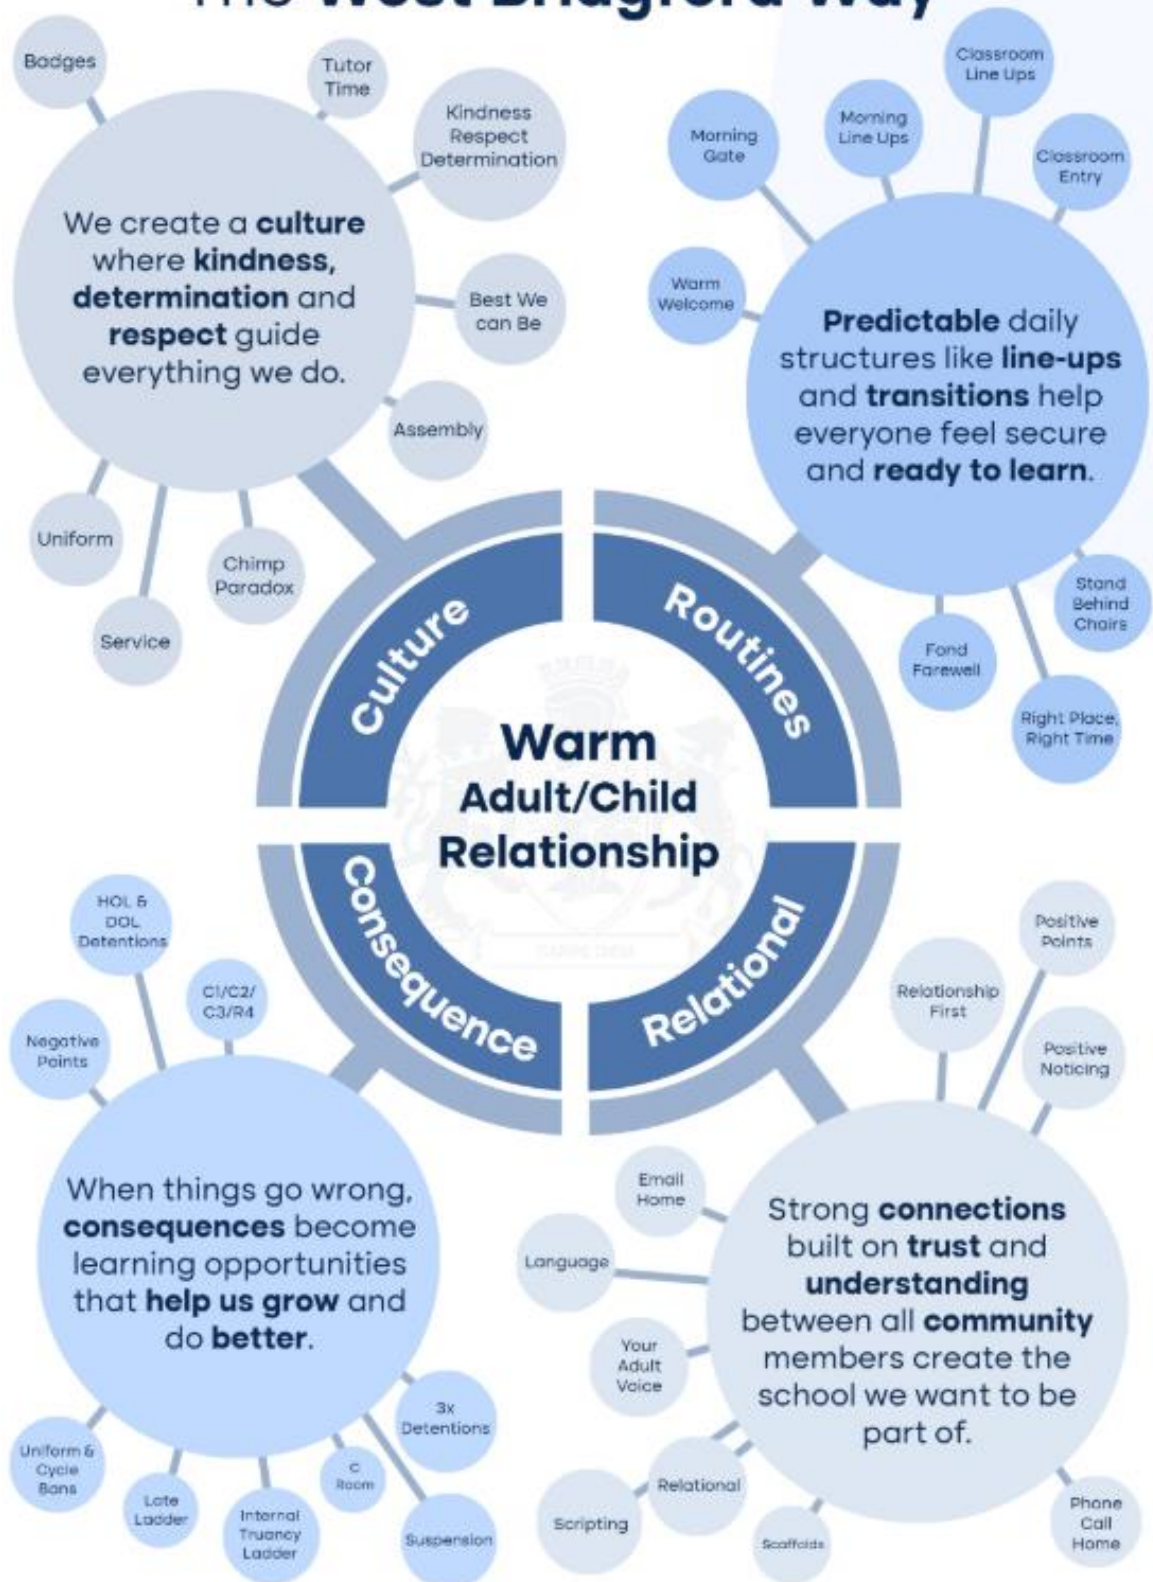 The West Bridgford Way
Badges
Tutor
Time
Kindness
Respect
Determination
We create a culture
where kindness,
determination and
respect guide
everything we do.
Best We
can Be
Assembly
Uniform
Service
Chimp
Paradox
Classroom
Line Ups
Morning
Line Ups
Morning
Gate
Classroom
Entry
Warm
Welcome
Predictable daily
structures like line-ups
and transitions help
everyone feel secure
and ready to learn.
Stand
Behind
Chairs
Fond
Farewell
Right Place,
Right Time
Culture
Routines
Warm
Adult/Child
Relationship
Consequence
Relational
HOL &
DOL
Detentions
C1/C2/
C3/R4
Negative
Points
When things go wrong,
consequences become
learning opportunities
that help us grow and
do better.
3x
Detentions
Uniform &
Cycle
Bans
Late
Ladder
Internal
Truancy
Ladder
C
Room
Suspension
Positive
Points
Relationship
First
Positive
Noticing
Email
Home
Language
Your
Adult
Voice
Strong connections
built on trust and
understanding
between all community
members create the
school we want to be
part of.
Relational
Scripting
Scaffolds
Phone
Call
Home